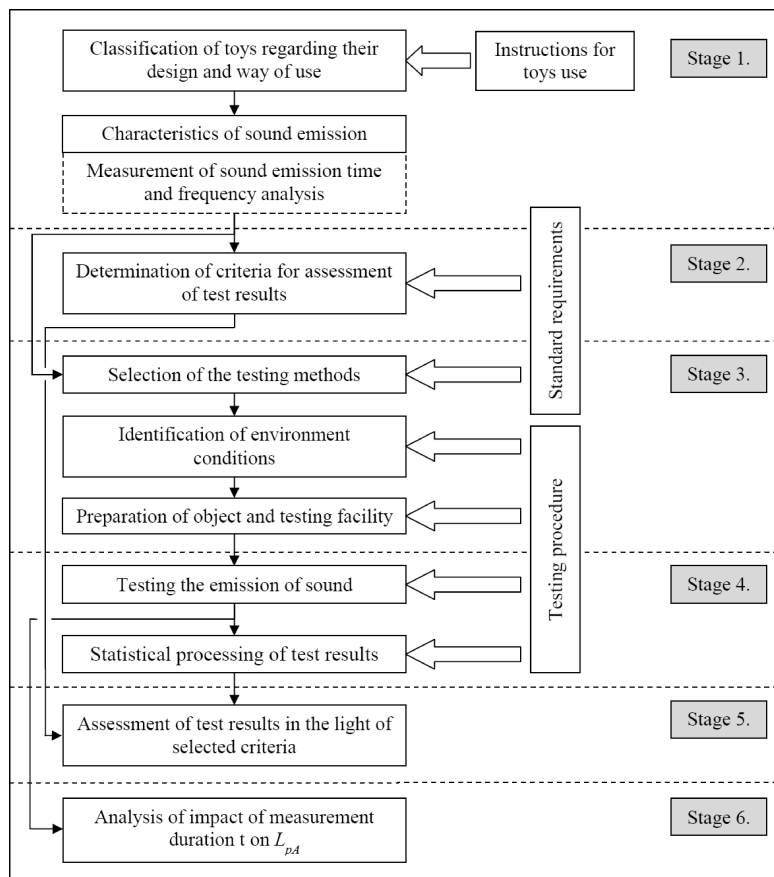 Classification of toys regarding their
design and way of use
Instructions for
toys use
Stage 1.
Characteristics of sound emission
Measurement of sound emission time
and frequency analysis
Standard requirements
Determination of criteria for assessment
of test results
Stage 2.
Selection of the testing methods
Stage 3.
Identification of environment
conditions
Testing procedure
Preparation of object and testing facility
Testing the emission of sound
Stage 4.
Statistical processing of test results
Assessment of test results in the light of
selected criteria
Stage 5.
Analysis of impact of measurement
duration t on L_{pA}
Stage 6.